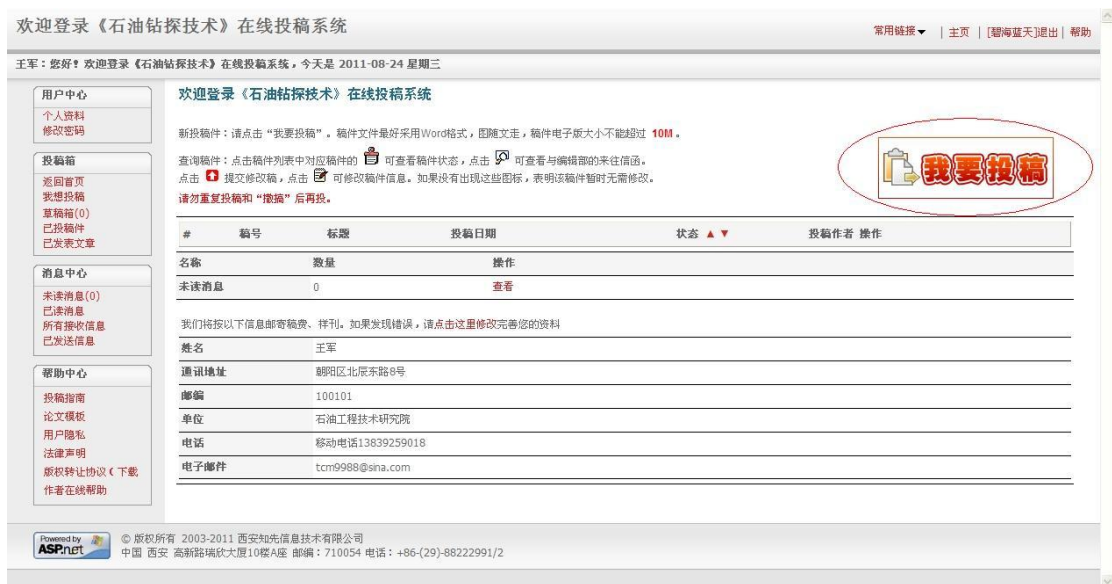 欢迎登录《石油钻探技术》在线投稿系统
常用链接▼ | 主页 | [碧海蓝天]退出 | 帮助
王军：您好！欢迎登录《石油钻探技术》在线投稿系统，今天是 2011-08-24 星期三
用户中心
个人资料
修改密码
投稿箱
返回首页
我想投稿
草稿箱(0)
已投稿件
已发表文章
消息中心
未读消息(0)
已读消息
所有接收信息
已发送信息
帮助中心
投稿指南
论文模板
用户隐私
法律声明
版权转让协议（下载
作者在线帮助
欢迎登录《石油钻探技术》在线投稿系统
新投稿件：请点击“我要投稿”。稿件文件最好采用Word格式，图随文走，稿件电子版大小不能超过 10M。
查询稿件：点击稿件列表中对应稿件的 可查看稿件状态，点击 可查看与编辑部的来往信函。
点击 提交修改稿，点击 可修改稿件信息。如果没有出现这些图标，表明该稿件暂时无需修改。
请勿重复投稿和“撤搞”后再投。
我要投稿
# 稿号 标题 投稿日期 状态 ▲ ▼ 投稿作者 操作
名称 数量 操作
未读消息 0 查看
我们将按以下信息邮寄稿费、样刊。如果发现错误，请点击这里修改完善您的资料
姓名 王军
通讯地址 朝阳区北辰东路8号
邮编 100101
单位 石油工程技术研究院
电话 移动电话13839259018
电子邮件 tcm9988@sina.com
Powered by
ASP.net
© 版权所有 2003-2011 西安知先信息技术有限公司
中国 西安 高新路瑞欣大厦10楼A座 邮编：710054 电话：+86-(29)-88222991/2